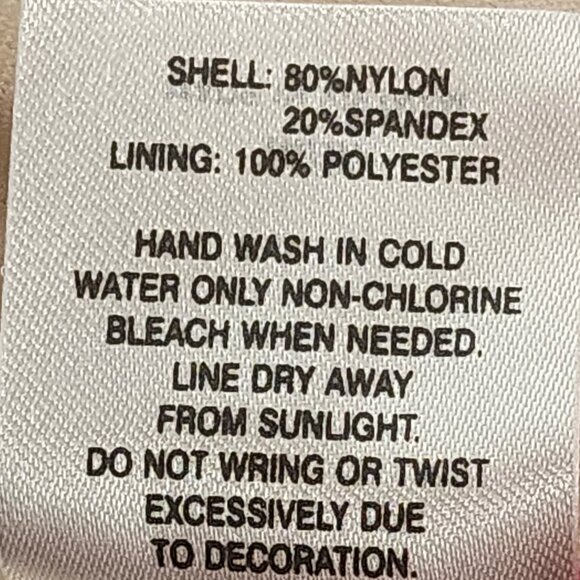 SHELL: 80%NYLON
20%SPANDEX
LINING: 100% POLYESTER
HAND WASH IN COLD
WATER ONLY NON-CHLORINE
BLEACH WHEN NEEDED.
LINE DRY AWAY
FROM SUNLIGHT.
DO NOT WRING OR TWIST
EXCESSIVELY DUE
TO DECORATION.